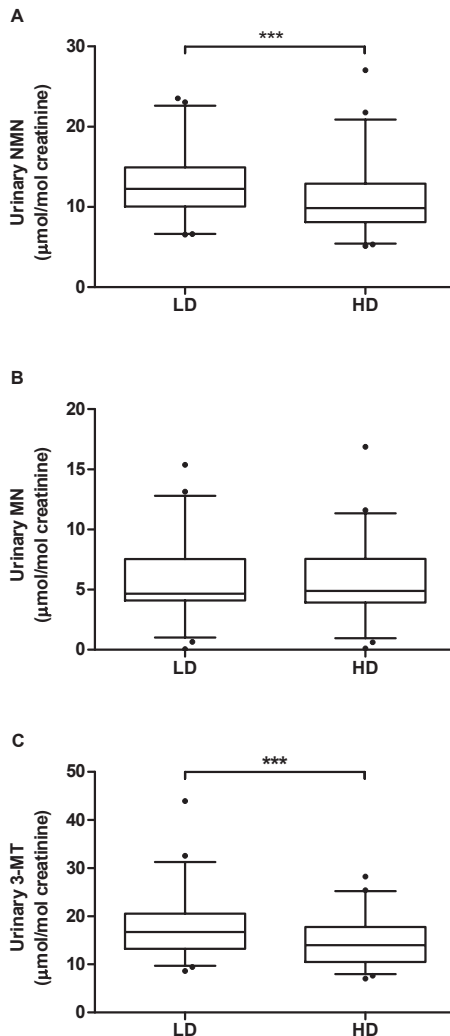 A
***
Urinary NMN
(µmol/mol creatinine)
30
20
10
0
LD HD
B
Urinary MN
(µmol/mol creatinine)
20
15
10
5
0
LD HD
C
***
Urinary 3-MT
(µmol/mol creatinine)
50
40
30
20
10
0
LD HD